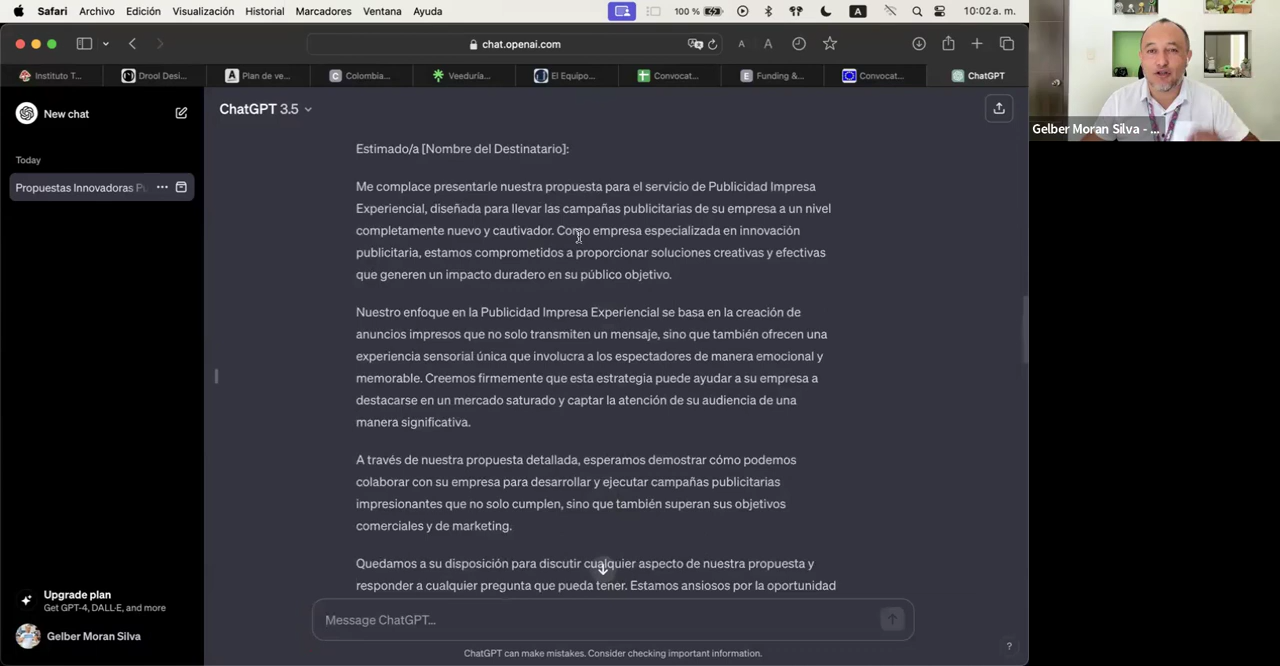 Safari Archivo Edición Visualización Historial Marcadores Ventana Ayuda 100 % A 10:02 a. m.
chat.openai.com A A
Instituto T... Drool Desi... Plan de ve... Colombia... Veeduría... El Equipo... Convocat... Funding &... Convocat... ChatGPT
New chat
Today
Propuestas Innovadoras
ChatGPT 3.5
Estimado/a [Nombre del Destinatario]:
Me complace presentarle nuestra propuesta para el servicio de Publicidad Impresa
Experiencial, diseñada para llevar las campañas publicitarias de su empresa a un nivel
completamente nuevo y cautivador. Como empresa especializada en innovación
publicitaria, estamos comprometidos a proporcionar soluciones creativas y efectivas
que generen un impacto duradero en su público objetivo.
Nuestro enfoque en la Publicidad Impresa Experiencial se basa en la creación de
anuncios impresos que no solo transmiten un mensaje, sino que también ofrecen una
experiencia sensorial única que involucra a los espectadores de manera emocional y
memorable. Creemos firmemente que esta estrategia puede ayudar a su empresa a
destacarse en un mercado saturado y captar la atención de su audiencia de una
manera significativa.
A través de nuestra propuesta detallada, esperamos demostrar cómo podemos
colaborar con su empresa para desarrollar y ejecutar campañas publicitarias
impresionantes que no solo cumplen, sino que también superan sus objetivos
comerciales y de marketing.
Quedamos a su disposición para discutir cualquier aspecto de nuestra propuesta y
responder a cualquier pregunta que pueda tener. Estamos ansiosos por la oportunidad
Upgrade plan
Get GPT-4, DALL·E, and more
Gelber Moran Silva
Message ChatGPT...
ChatGPT can make mistakes. Consider checking important information.
?
Gelber Moran Silva - ...